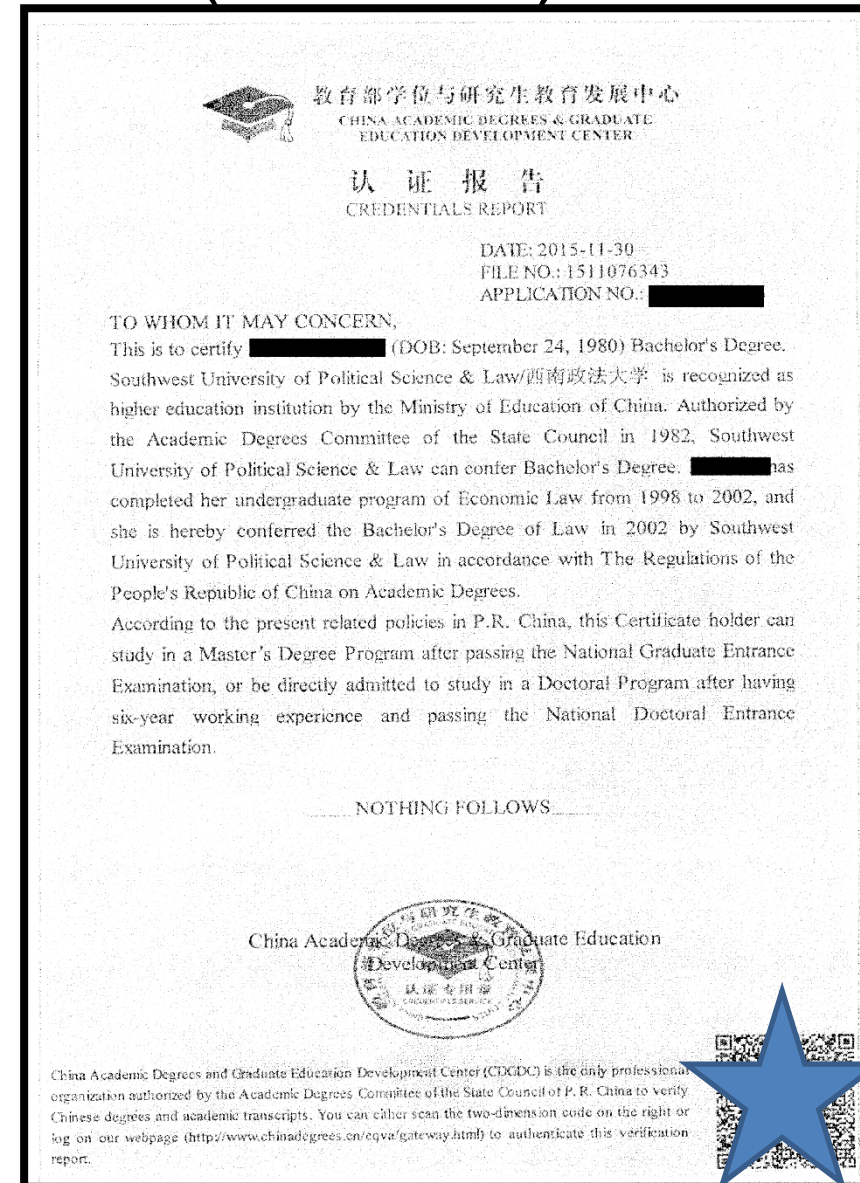 教育部学位与研究生教育发展中心
CHINA ACADEMIC DEGREES & GRADUATE
EDUCATION DEVELOPMENT CENTER
认 证 报 告
CREDENTIALS REPORT
DATE: 2015-11-30
FILE NO.: 1511076343
APPLICATION NO.:
TO WHOM IT MAY CONCERN,
This is to certify (DOB: September 24, 1980) Bachelor's Degree.
Southwest University of Political Science & Law/西南政法大学 is recognized as
higher education institution by the Ministry of Education of China. Authorized by
the Academic Degrees Committee of the State Council in 1982, Southwest
University of Political Science & Law can confer Bachelor's Degree. has
completed her undergraduate program of Economic Law from 1998 to 2002, and
she is hereby conferred the Bachelor's Degree of Law in 2002 by Southwest
University of Political Science & Law in accordance with The Regulations of the
People's Republic of China on Academic Degrees.
According to the present related policies in P.R. China, this Certificate holder can
study in a Master's Degree Program after passing the National Graduate Entrance
Examination, or be directly admitted to study in a Doctoral Program after having
six-year working experience and passing the National Doctoral Entrance
Examination.
NOTHING FOLLOWS
China Academic Degrees & Graduate Education
Development Center
认证专用章
CREDENTIALS SERVICE
China Academic Degrees and Graduate Education Development Center (CDGDC) is the only professional
organization authorized by the Academic Degrees Committee of the State Council of P. R. China to verify
Chinese degrees and academic transcripts. You can either scan the two-dimension code on the right or
log on our webpage (http://www.chinadegrees.cn/cqva/gateway.html) to authenticate this verification
report.